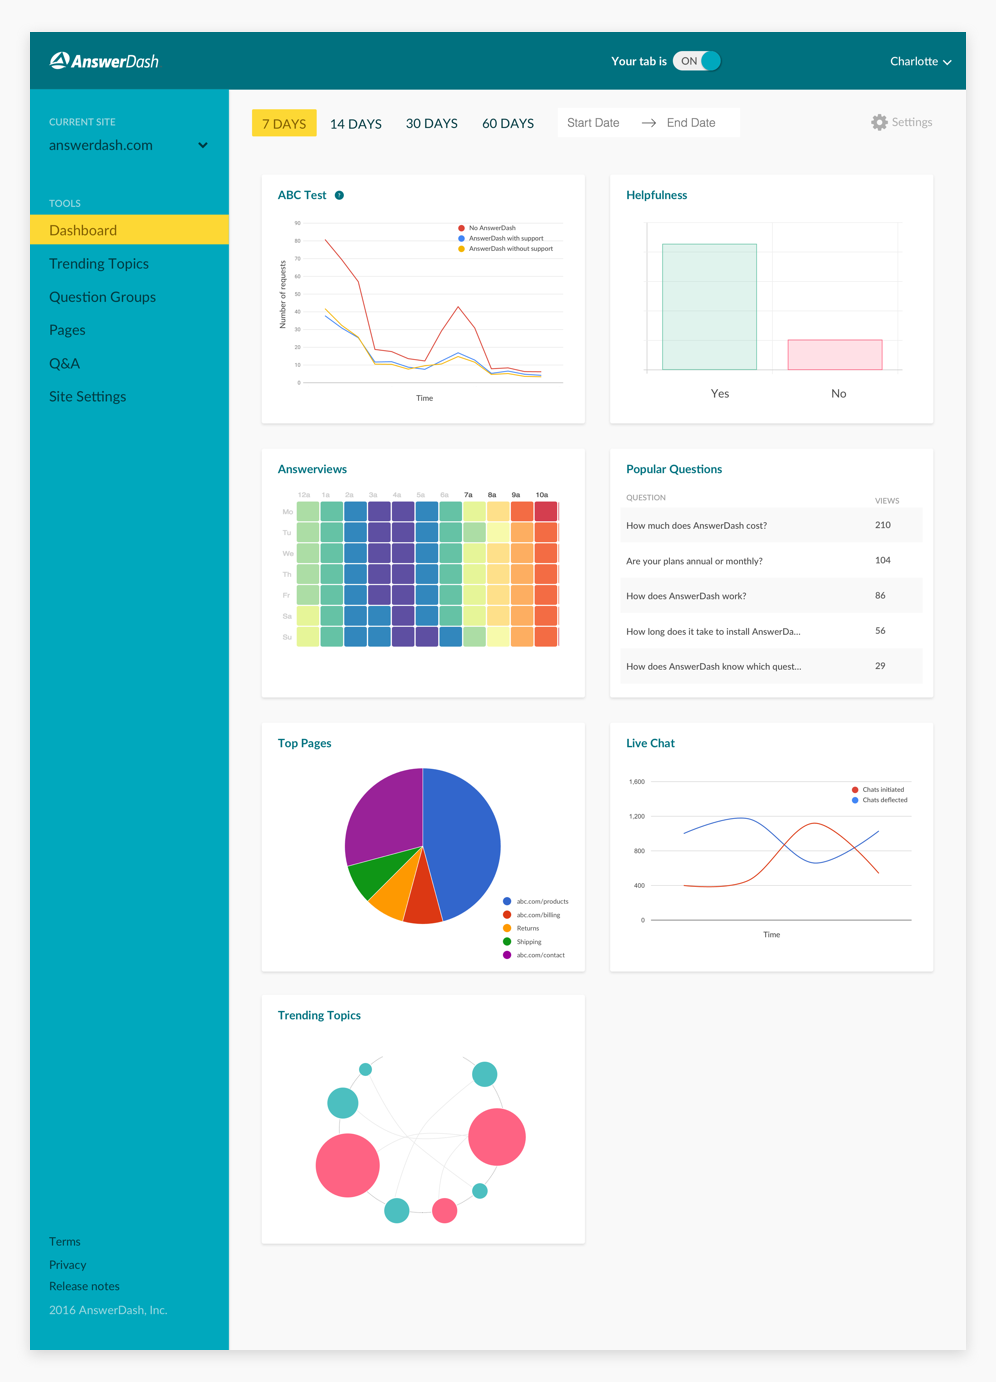 AnswerDash
Your tab is ON
Charlotte
CURRENT SITE
answerdash.com
TOOLS
Dashboard
Trending Topics
Question Groups
Pages
Q&A
Site Settings
Terms
Privacy
Release notes
2016 AnswerDash, Inc.
7 DAYS 14 DAYS 30 DAYS 60 DAYS Start Date End Date Settings
ABC Test
No AnswerDash
AnswerDash with support
AnswerDash without support
Number of requests
90
80
70
60
50
40
30
20
10
0
Time
Helpfulness
Yes No
Answerviews
12a 1a 2a 3a 4a 5a 6a 7a 8a 9a 10a
Mo
Tu
We
Th
Fr
Sa
Su
Popular Questions
QUESTION VIEWS
How much does AnswerDash cost? 210
Are your plans annual or monthly? 104
How does AnswerDash work? 86
How long does it take to install AnswerDa... 56
How does AnswerDash know which quest... 29
Top Pages
abc.com/products
abc.com/billing
Returns
Shipping
abc.com/contact
Live Chat
1,600
1,200
800
400
0
Chats initiated
Chats deflected
Time
Trending Topics